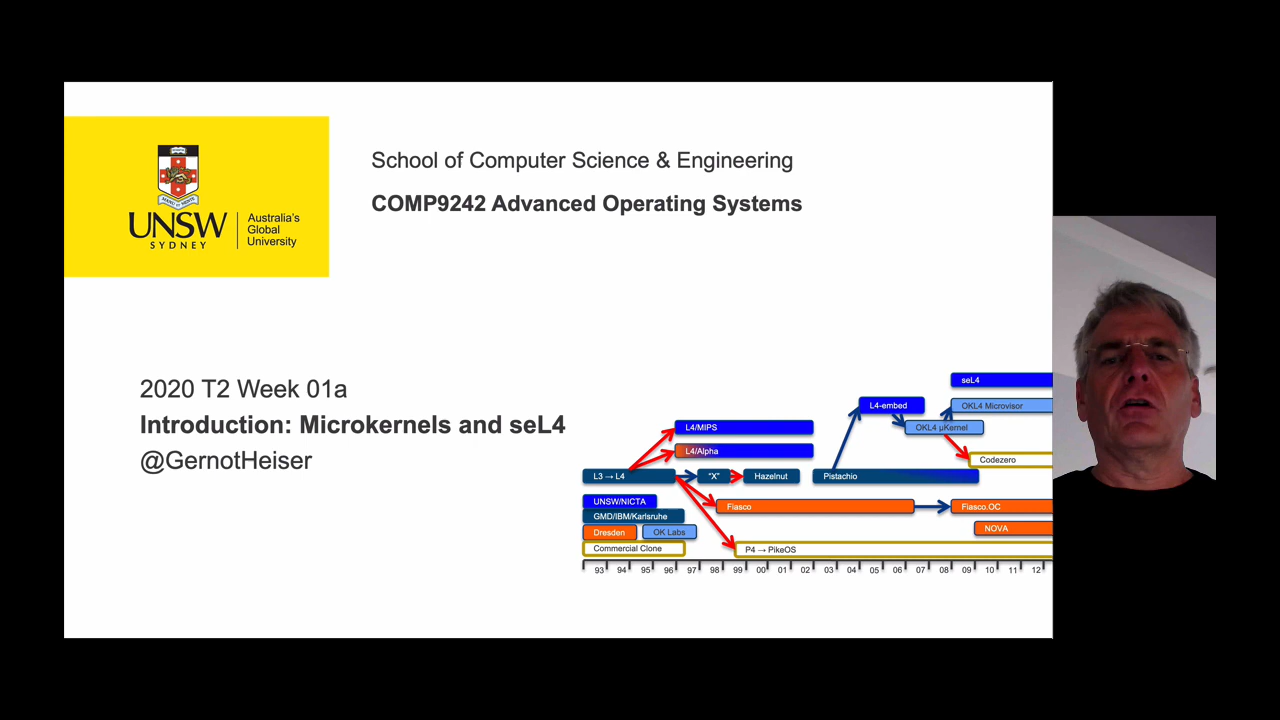 UNSW
SYDNEY
Australia's
Global
University
School of Computer Science & Engineering
COMP9242 Advanced Operating Systems
2020 T2 Week 01a
Introduction: Microkernels and seL4
@GernotHeiser
seL4
L4-embed
OKL4 Microvisor
L4/MIPS
OKL4 µKernel
L4/Alpha
Codezero
L3 → L4
"X"
Hazelnut
Pistachio
UNSW/NICTA
Fiasco
Fiasco.OC
GMD/IBM/Karlsruhe
Dresden
OK Labs
NOVA
Commercial Clone
P4 → PikeOS
93 94 95 96 97 98 99 00 01 02 03 04 05 06 07 08 09 10 11 12